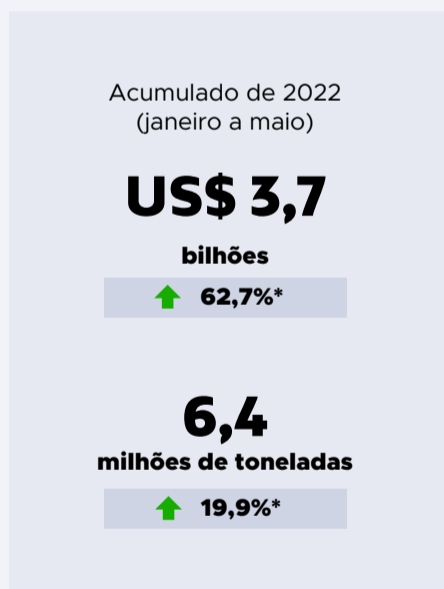 Acumulado de 2022
(janeiro a maio)
US$ 3,7
bilhões
62,7%*
6,4
milhões de toneladas
19,9%*